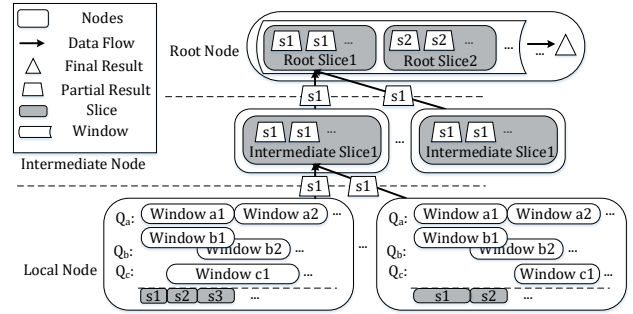 Nodes
Data Flow
Final Result
Partial Result
Slice
Window
Root Node
s1 s1 ...
Root Slice1
s2 s2 ...
Root Slice2
... ...
s1 s1
Intermediate Node
s1 s1 ...
Intermediate Slice1
...
s1 s1 ...
Intermediate Slice1
s1 s1
Local Node
Qa: Window a1 Window a2 ...
Window b1
Qb: Window b2 ...
Qc: Window c1 ...
s1 s2 s3 ...
...
Qa: Window a1 Window a2 ...
Window b1
Qb: Window b2 ...
Qc: Window c1 ...
s1 s2 ...